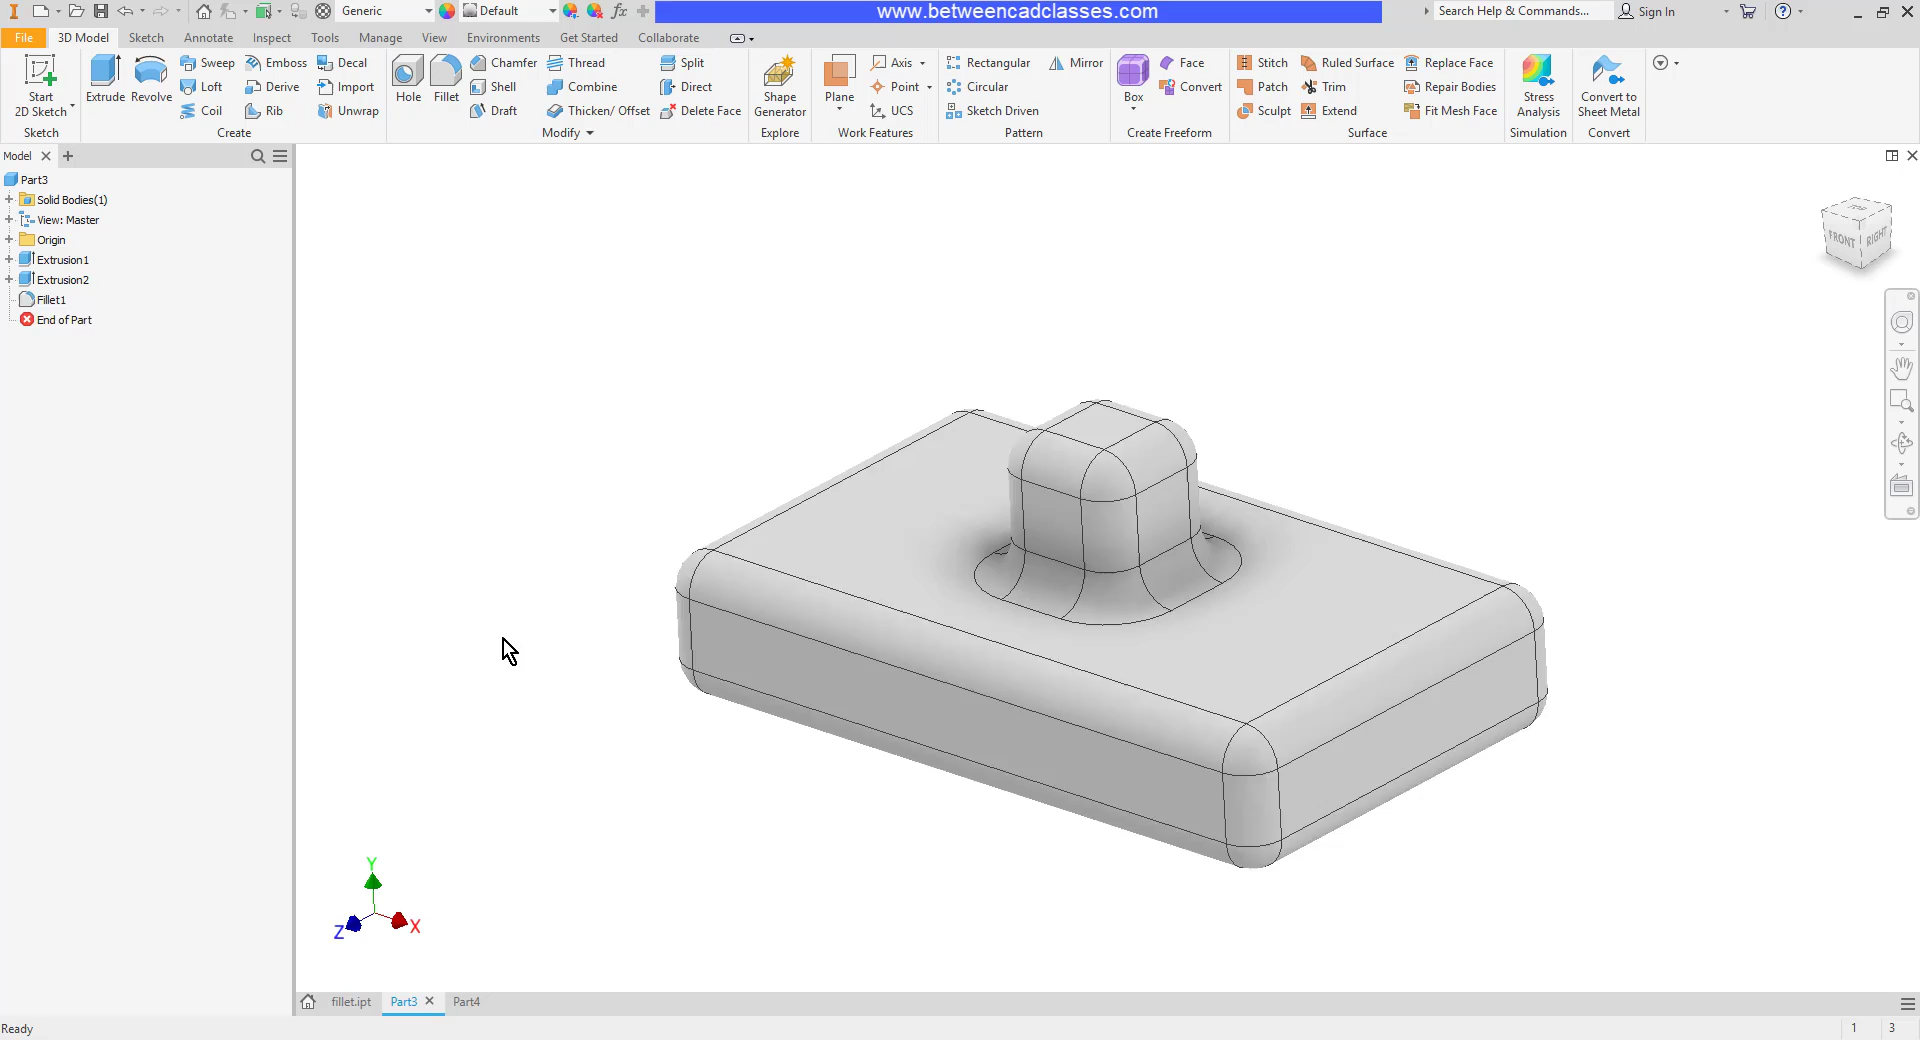 Generic
Default
www.betweencadclasses.com
Search Help & Commands...
Sign In
File 3D Model Sketch Annotate Inspect Tools Manage View Environments Get Started Collaborate
Start
2D Sketch
Sketch
Extrude
Revolve
Sweep
Loft
Coil
Emboss
Derive
Rib
Decal
Import
Unwrap
Create
Hole
Fillet
Chamfer
Shell
Draft
Thread
Combine
Thicken/ Offset
Split
Direct
Delete Face
Modify
Shape
Generator
Explore
Plane
Axis
Point
UCS
Work Features
Rectangular
Circular
Sketch Driven
Mirror
Pattern
Box
Face
Convert
Create Freeform
Stitch
Patch
Sculpt
Ruled Surface
Trim
Extend
Replace Face
Repair Bodies
Fit Mesh Face
Surface
Stress
Analysis
Simulation
Convert to
Sheet Metal
Convert
Model
Part3
Solid Bodies(1)
View: Master
Origin
Extrusion1
Extrusion2
Fillet1
End of Part
TOP
FRONT
RIGHT
Y
Z
X
fillet.ipt Part3 Part4
Ready
1 3